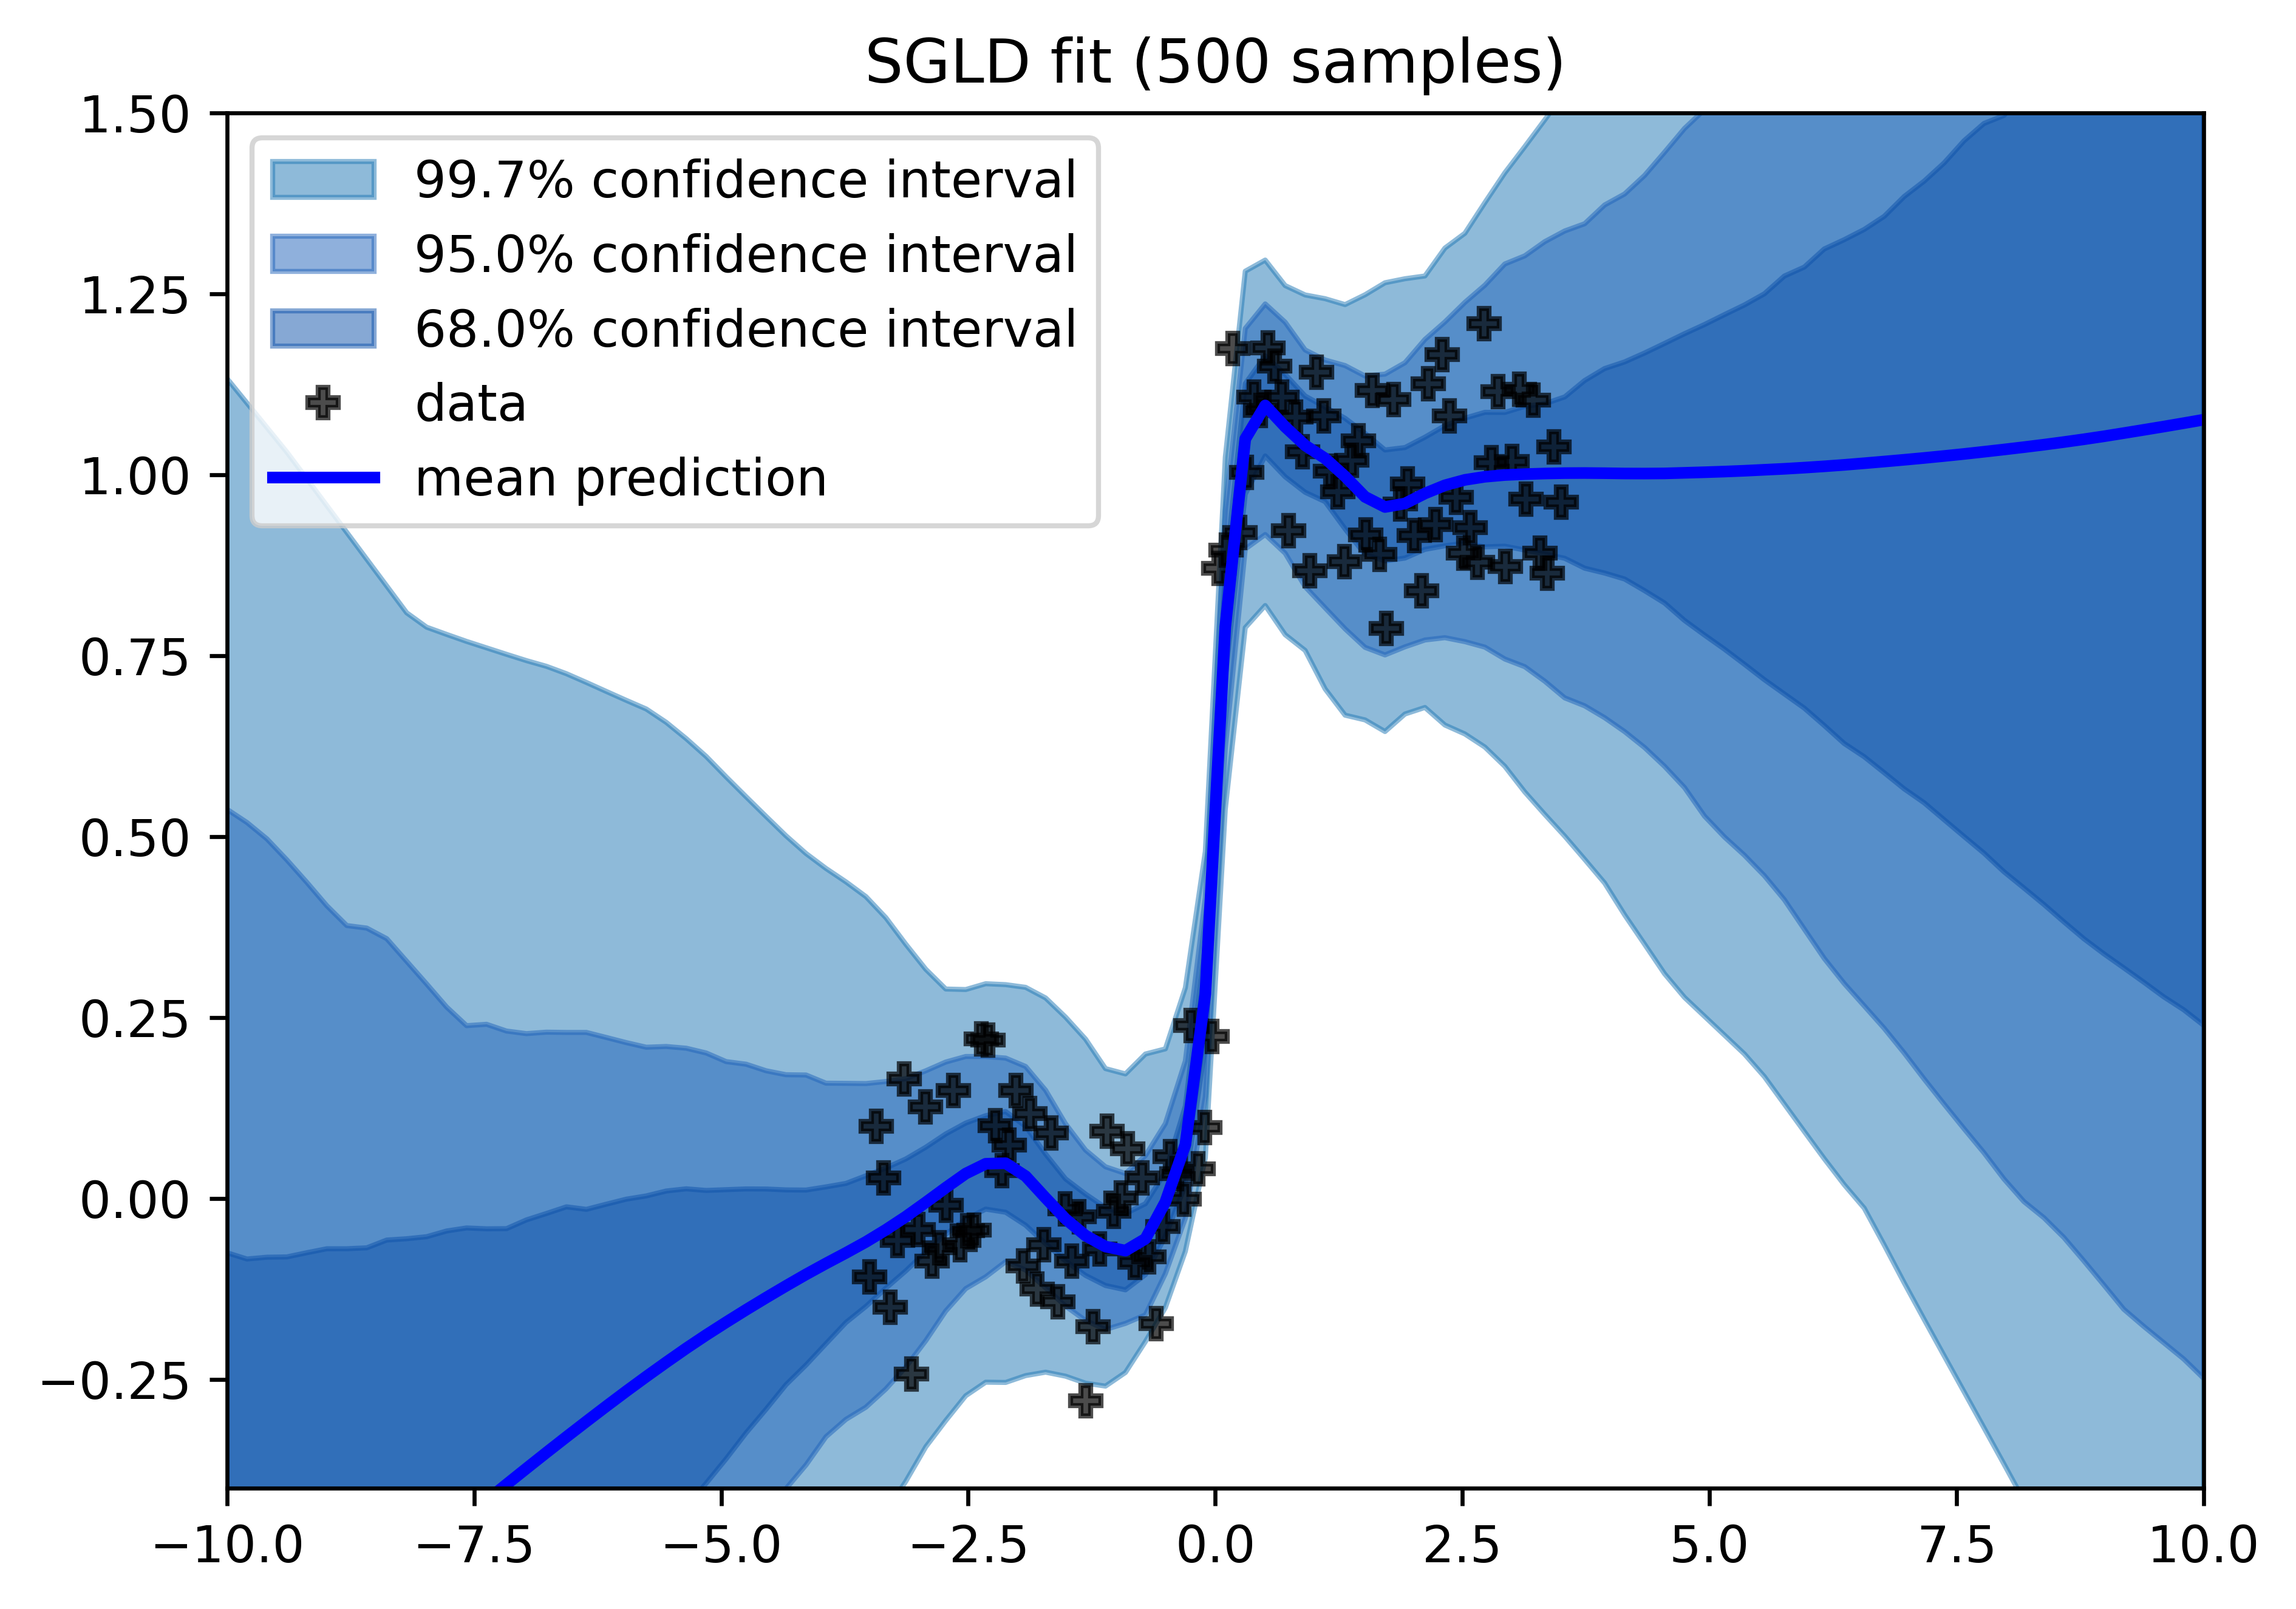 SGLD fit (500 samples)
1.50
1.25
1.00
0.75
0.50
0.25
0.00
−0.25
99.7% confidence interval
95.0% confidence interval
68.0% confidence interval
data
mean prediction
−10.0 −7.5 −5.0 −2.5 0.0 2.5 5.0 7.5 10.0